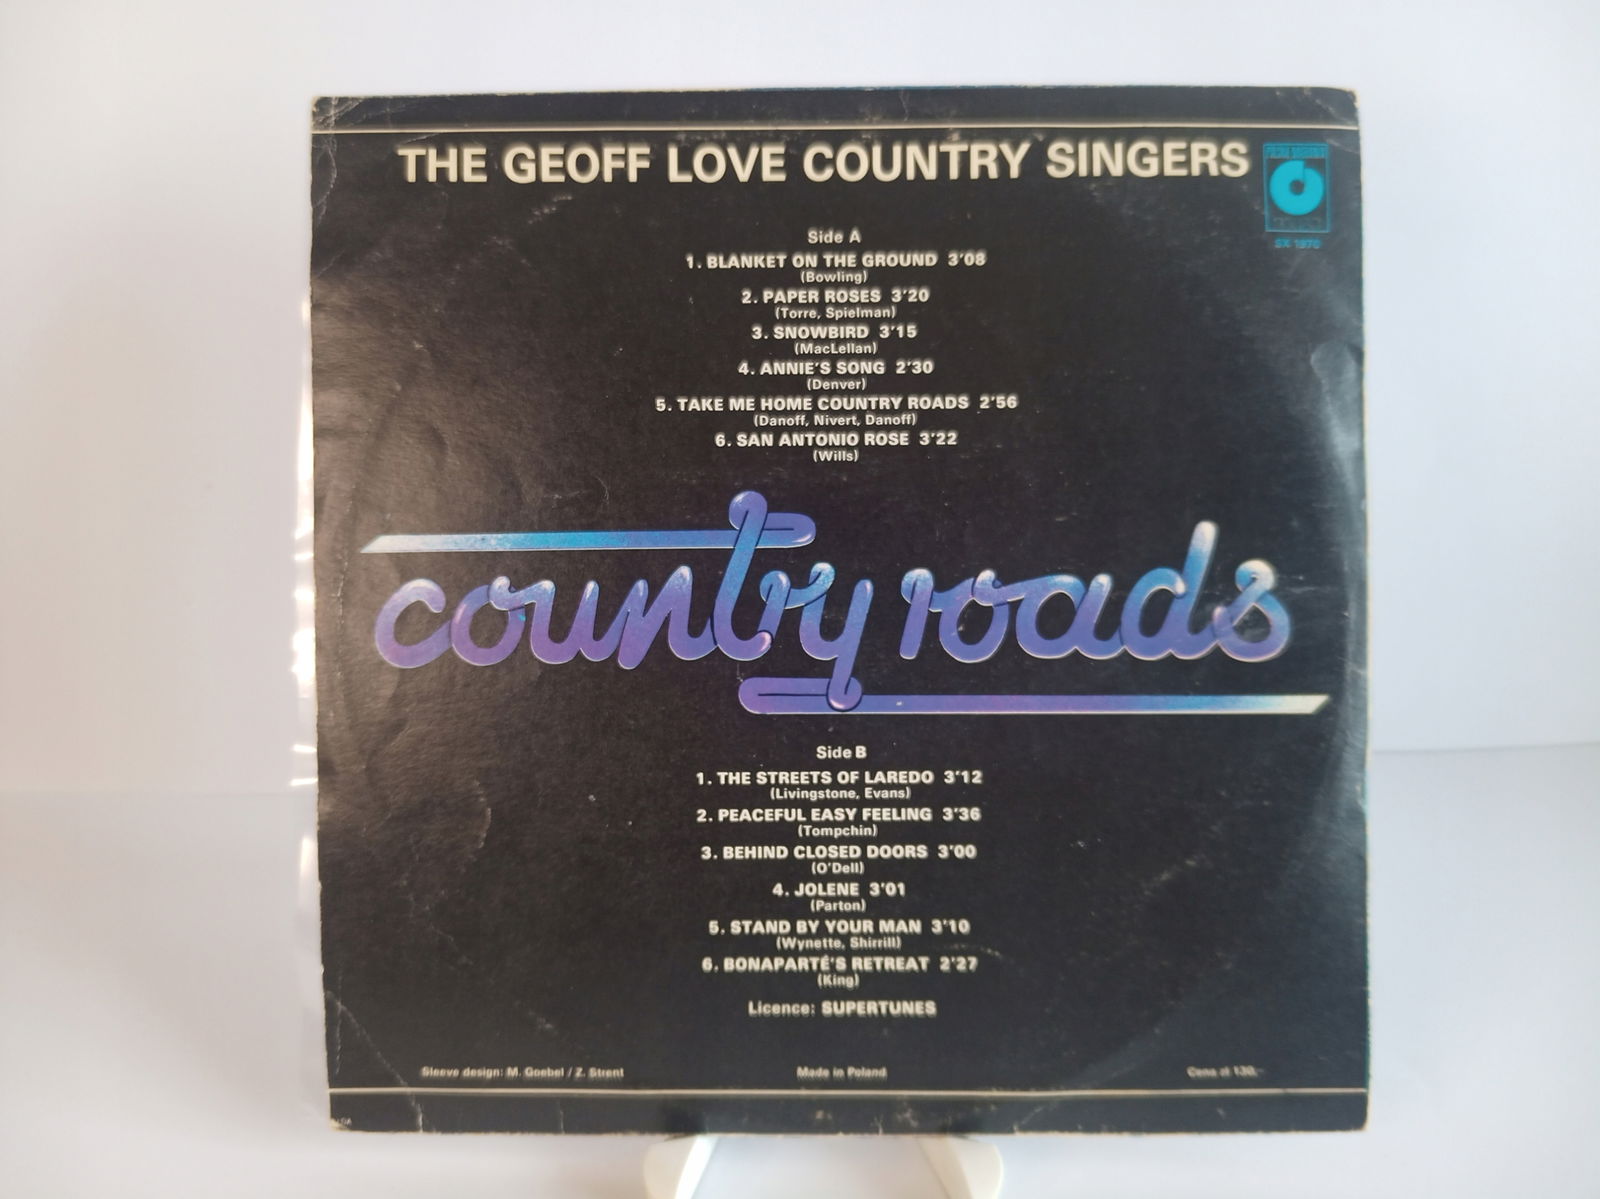 THE GEOFF LOVE COUNTRY SINGERS
SX 1970
Side A
1. BLANKET ON THE GROUND 3'08
(Bowling)
2. PAPER ROSES 3'20
(Torre, Spielman)
3. SNOWBIRD 3'15
(MacLellan)
4. ANNIE'S SONG 2'30
(Denver)
5. TAKE ME HOME COUNTRY ROADS 2'56
(Danoff, Nivert, Danoff)
6. SAN ANTONIO ROSE 3'22
(Wills)
country roads
Side B
1. THE STREETS OF LAREDO 3'12
(Livingstone, Evans)
2. PEACEFUL EASY FEELING 3'36
(Tompchin)
3. BEHIND CLOSED DOORS 3'00
(O'Dell)
4. JOLENE 3'01
(Parton)
5. STAND BY YOUR MAN 3'10
(Wynette, Shirrill)
6. BONAPARTÉ'S RETREAT 2'27
(King)
Licence: SUPERTUNES
Sleeve design: M. Goebel / Z. Strent
Made in Poland
Cena zł 130,-